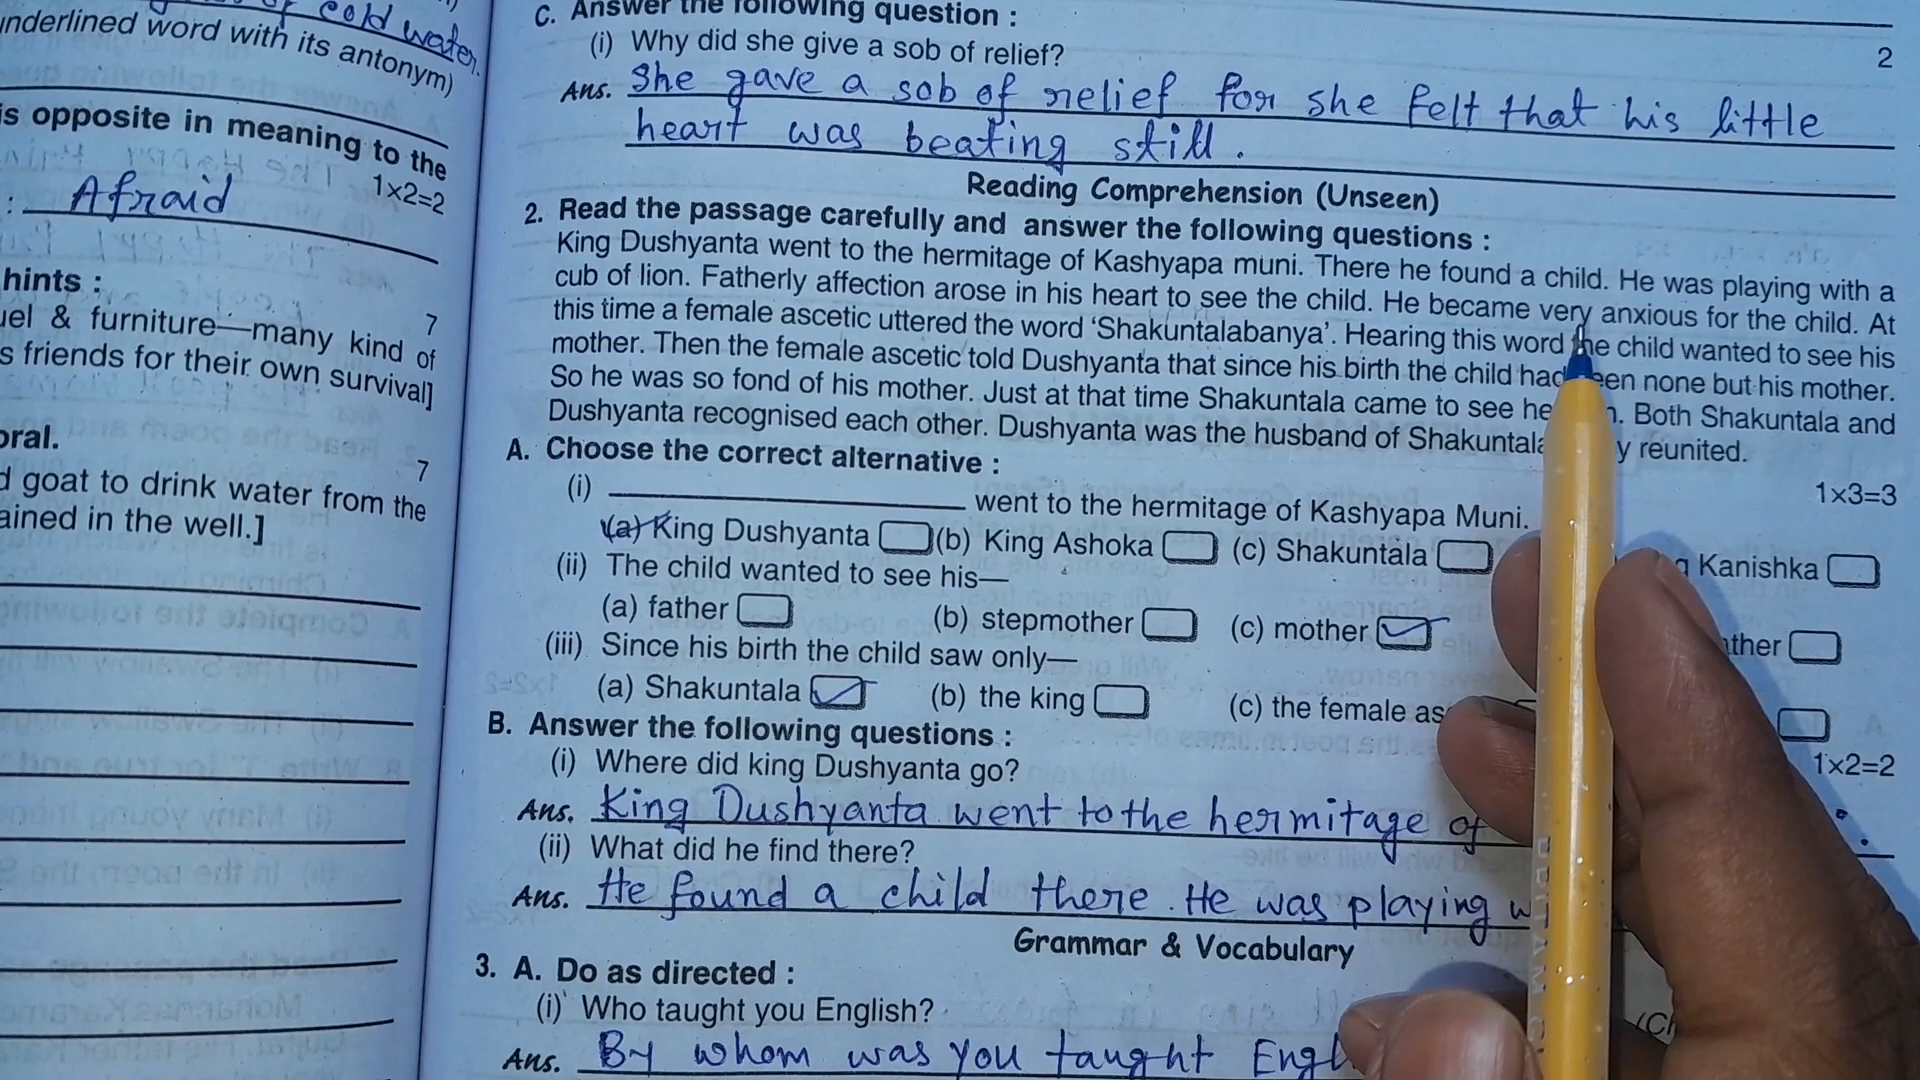 of cold water.
nderlined word with its antonym)
is opposite in meaning to the
1×2=2
: Afraid
hints :
7
uel & furniture—many kind of
s friends for their own survival]
oral.
7
d goat to drink water from the
ained in the well.]
C. Answer the following question :
2
(i) Why did she give a sob of relief?
Ans. She gave a sob of relief for she felt that his little
heart was beating still.
Reading Comprehension (Unseen)
2. Read the passage carefully and answer the following questions :
King Dushyanta went to the hermitage of Kashyapa muni. There he found a child. He was playing with a
cub of lion. Fatherly affection arose in his heart to see the child. He became very anxious for the child. At
this time a female ascetic uttered the word 'Shakuntalabanya'. Hearing this word the child wanted to see his
mother. Then the female ascetic told Dushyanta that since his birth the child had seen none but his mother.
So he was so fond of his mother. Just at that time Shakuntala came to see he n. Both Shakuntala and
Dushyanta recognised each other. Dushyanta was the husband of Shakuntala y reunited.
A. Choose the correct alternative :
1×3=3
(i) went to the hermitage of Kashyapa Muni.
(a) King Dushyanta (b) King Ashoka (c) Shakuntala Kanishka
(ii) The child wanted to see his—
(a) father (b) stepmother (c) mother ther
(iii) Since his birth the child saw only—
(a) Shakuntala (b) the king (c) the female as
B. Answer the following questions :
1×2=2
(i) Where did king Dushyanta go?
Ans. King Dushyanta went to the hermitage of
(ii) What did he find there?
Ans. He found a child there. He was playing w
Grammar & Vocabulary
3. A. Do as directed :
(i) Who taught you English?
Ans. By whom was you taught Engl